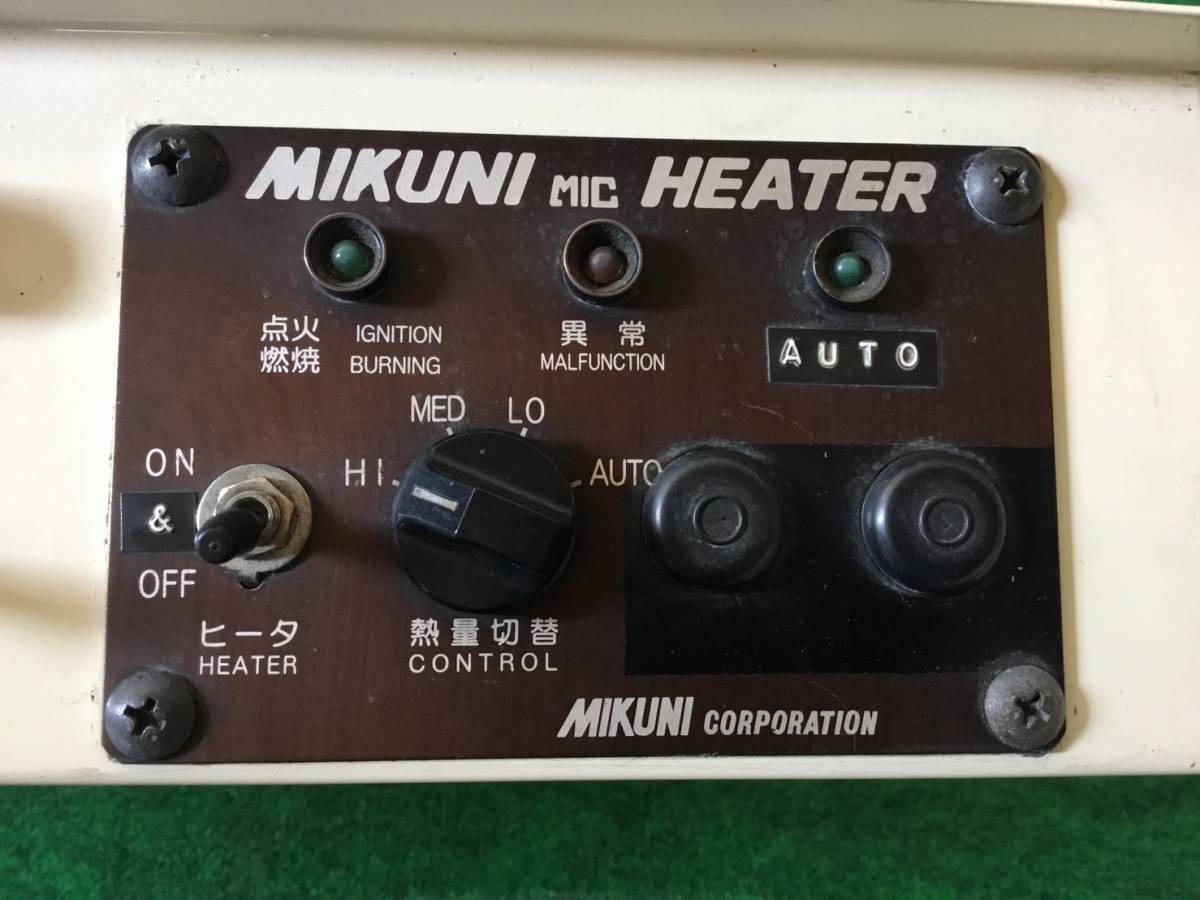 MIKUNI MIC HEATER
点火 IGNITION
燃焼 BURNING
異常
MALFUNCTION
AUTO
ON
&
OFF
ヒータ
HEATER
HI
MED
LO
AUTO
熱量切替
CONTROL
MIKUNI CORPORATION